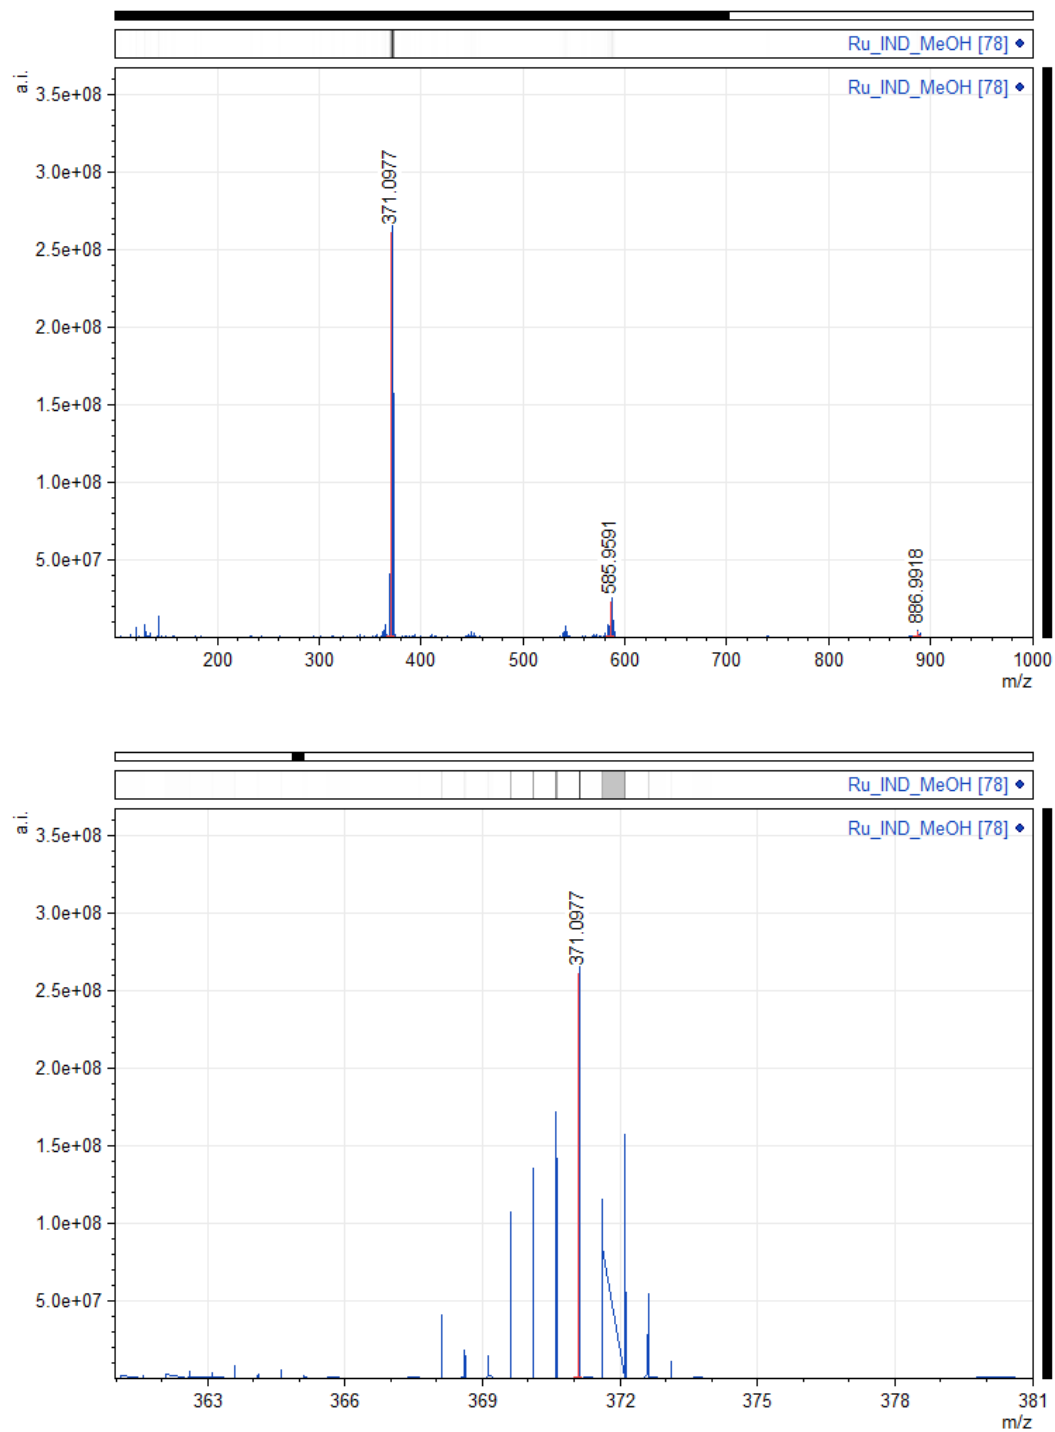 Ru_IND_MeOH [78]
Ru_IND_MeOH [78]
a.i.
3.5e+08
3.0e+08
2.5e+08
2.0e+08
1.5e+08
1.0e+08
5.0e+07
371.0977
585.9591
886.9918
200 300 400 500 600 700 800 900 1000
m/z
Ru_IND_MeOH [78]
Ru_IND_MeOH [78]
a.i.
3.5e+08
3.0e+08
2.5e+08
2.0e+08
1.5e+08
1.0e+08
5.0e+07
371.0977
363 366 369 372 375 378 381
m/z